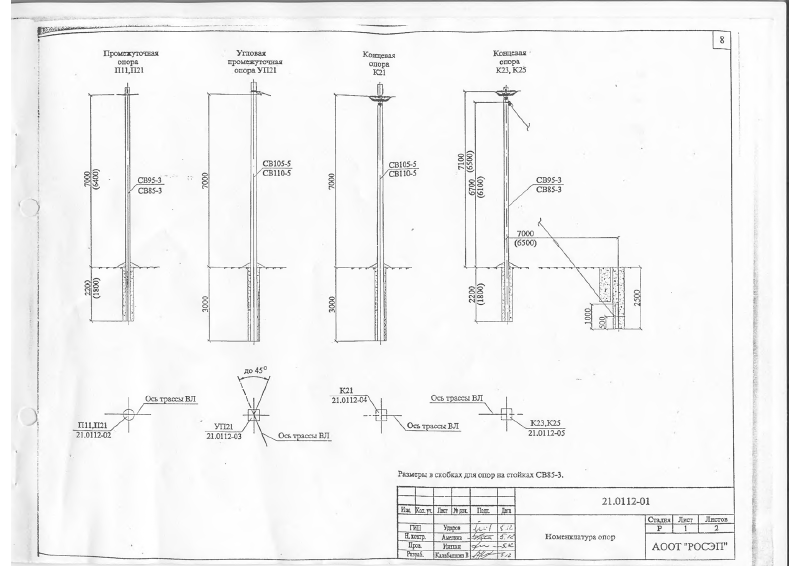 8
Промежуточная
опора
П11,П21
Угловая
промежуточная
опора УП21
Концевая
опора
К21
Концевая
опора
К23, К25
7000
(6400)
2200
(1800)
СВ95-3
СВ85-3
7000
3000
СВ105-5
СВ110-5
7000
3000
СВ105-5
СВ110-5
7100
(6500)
6700
(6100)
2200
(1800)
СВ95-3
СВ85-3
7000
(6500)
1000
500
2500
Ось трассы ВЛ
П11,П21
21.0112-02
до 45°
УП21
21.0112-03
Ось трассы ВЛ
К21
21.0112-04
Ось трассы ВЛ
Ось трассы ВЛ
К23,К25
21.0112-05
Размеры в скобках для опор на стойках СВ85-3.
21.0112-01
Изм. Кол.уч. Лист № док. Подп. Дата
ГИП Ударов
Н.контр. Амелина
Пров.
Разраб. Калабашкин
Номенклатура опор
Стадия Лист Листов
Р 1 2
АООТ "РОСЭП"